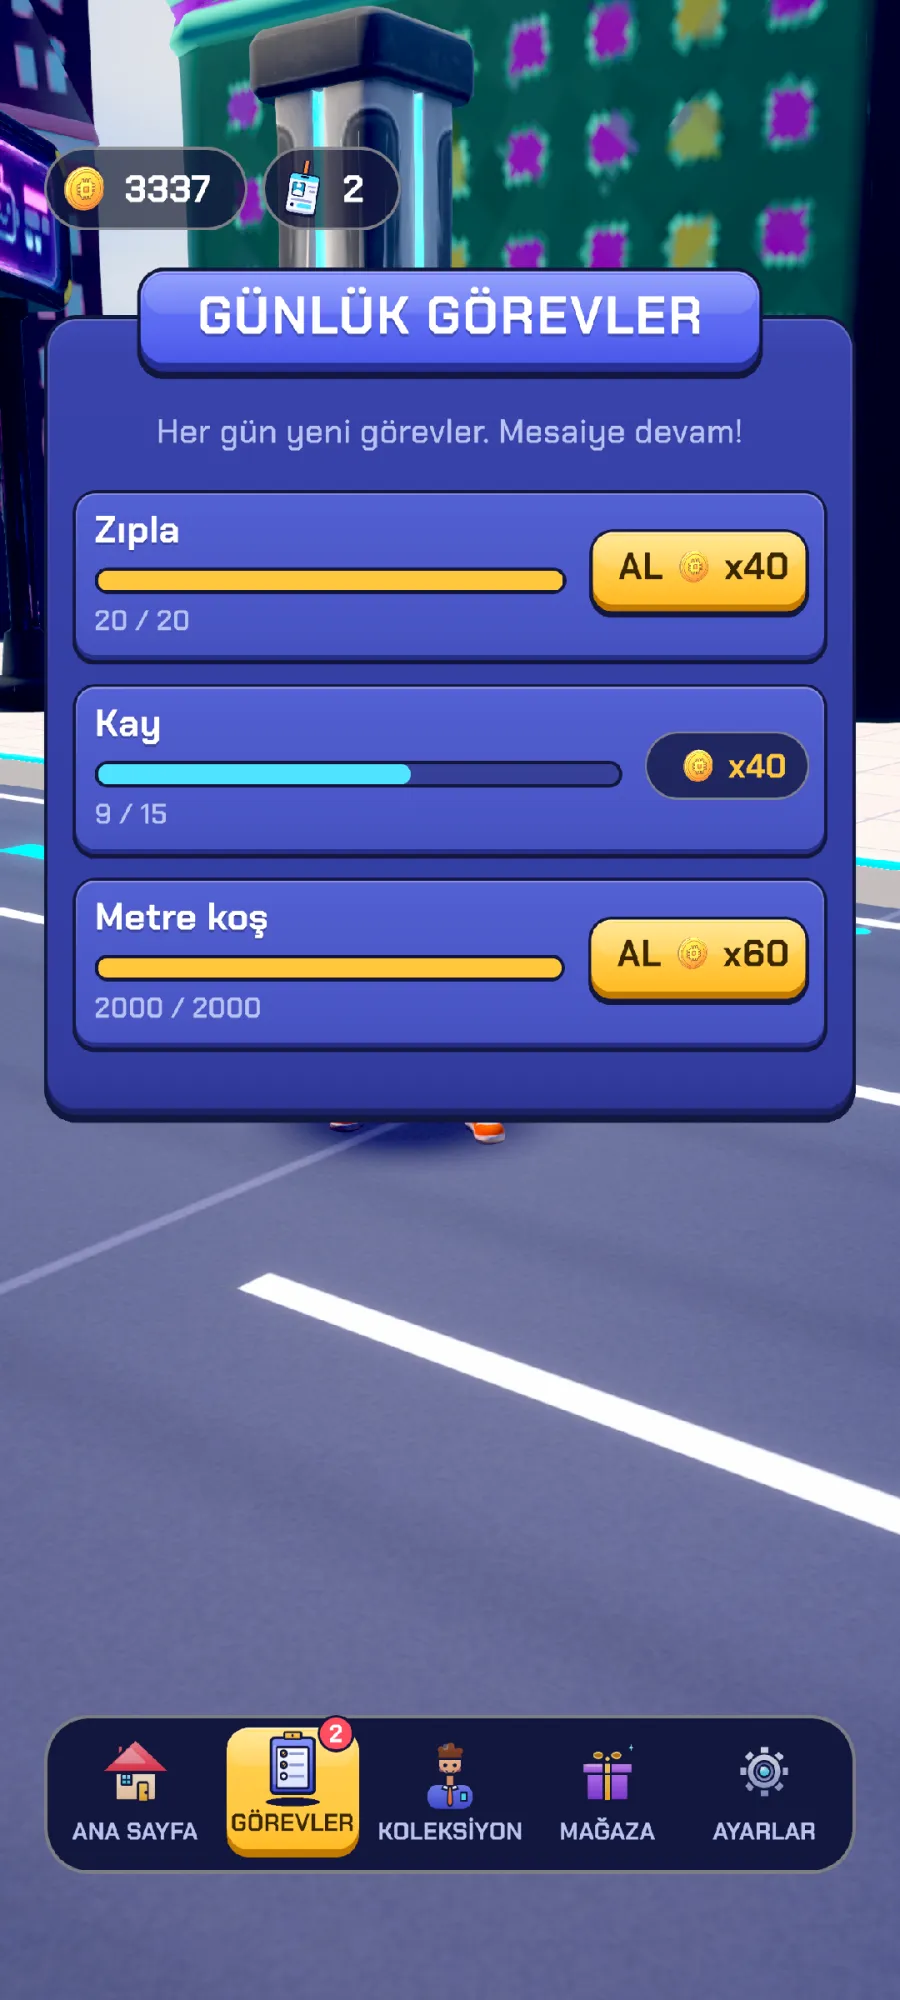 3337
2
GÜNLÜK GÖREVLER
Her gün yeni görevler. Mesaiye devam!
Zıpla
AL x40
20 / 20
Kay
x40
9 / 15
Metre koş
AL x60
2000 / 2000
2
ANA SAYFA
GÖREVLER
KOLEKSİYON
MAĞAZA
AYARLAR